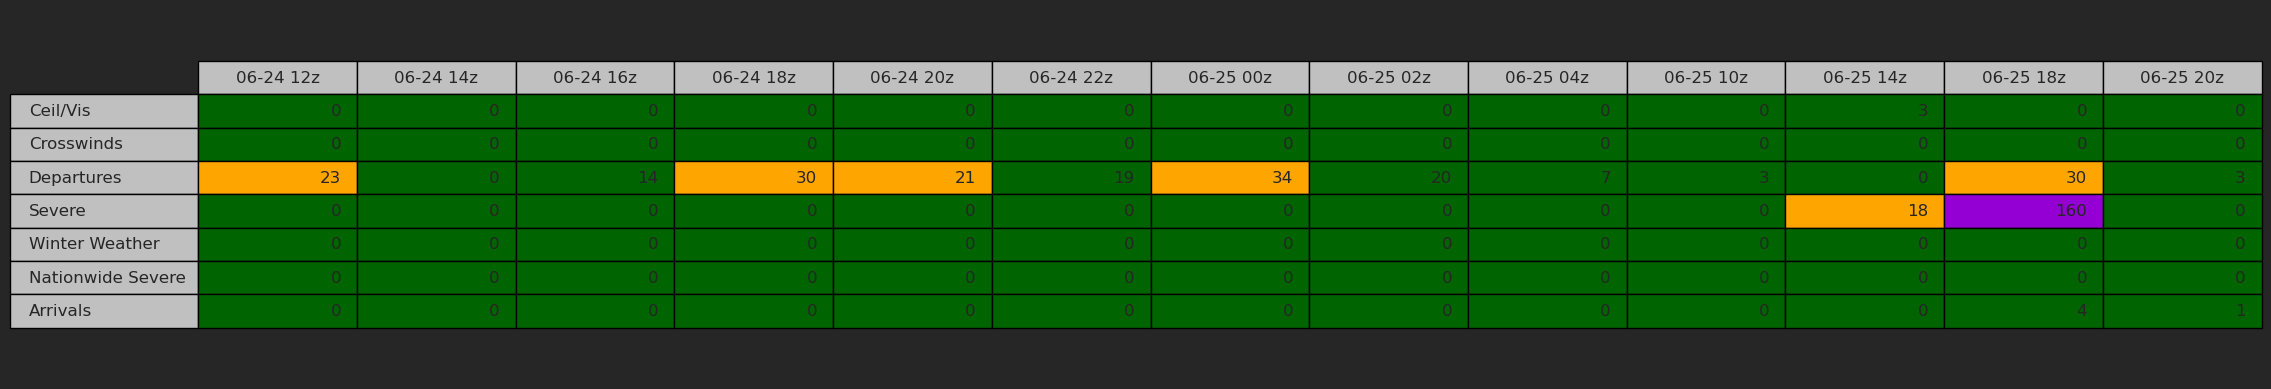 06-24 12z 06-24 14z 06-24 16z 06-24 18z 06-24 20z 06-24 22z 06-25 00z 06-25 02z 06-25 04z 06-25 10z 06-25 14z 06-25 18z 06-25 20z
Ceil/Vis 0 0 0 0 0 0 0 0 0 0 3 0 0
Crosswinds 0 0 0 0 0 0 0 0 0 0 0 0 0
Departures 23 0 14 30 21 19 34 20 7 3 0 30 3
Severe 0 0 0 0 0 0 0 0 0 0 18 160 0
Winter Weather 0 0 0 0 0 0 0 0 0 0 0 0 0
Nationwide Severe 0 0 0 0 0 0 0 0 0 0 0 0 0
Arrivals 0 0 0 0 0 0 0 0 0 0 0 4 1